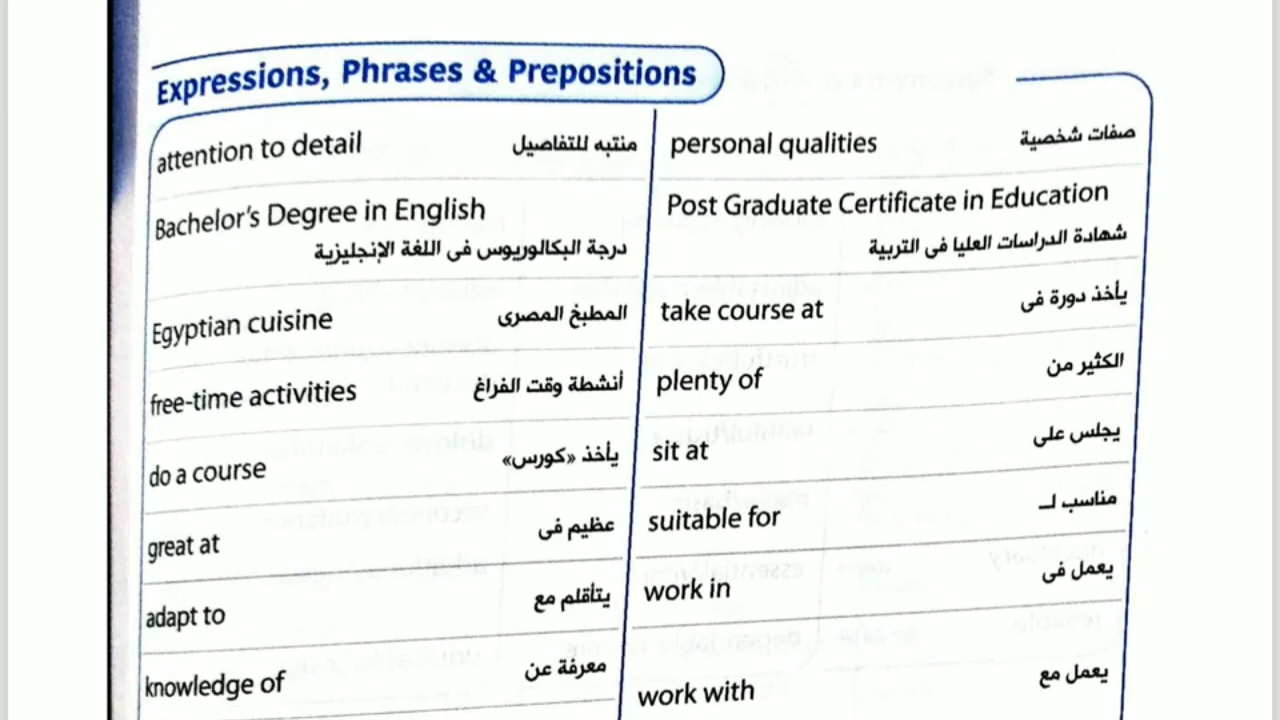 Expressions, Phrases & Prepositions
attention to detail منتبه للتفاصيل
Bachelor's Degree in English
درجة البكالوريوس فى اللغة الإنجليزية
Egyptian cuisine المطبخ المصرى
free-time activities أنشطة وقت الفراغ
do a course يأخذ «كورس»
great at عظيم فى
adapt to يتأقلم مع
knowledge of معرفة عن
personal qualities صفات شخصية
Post Graduate Certificate in Education
شهادة الدراسات العليا فى التربية
take course at يأخذ دورة فى
plenty of الكثير من
sit at يجلس على
suitable for مناسب لـ
work in يعمل فى
work with يعمل مع